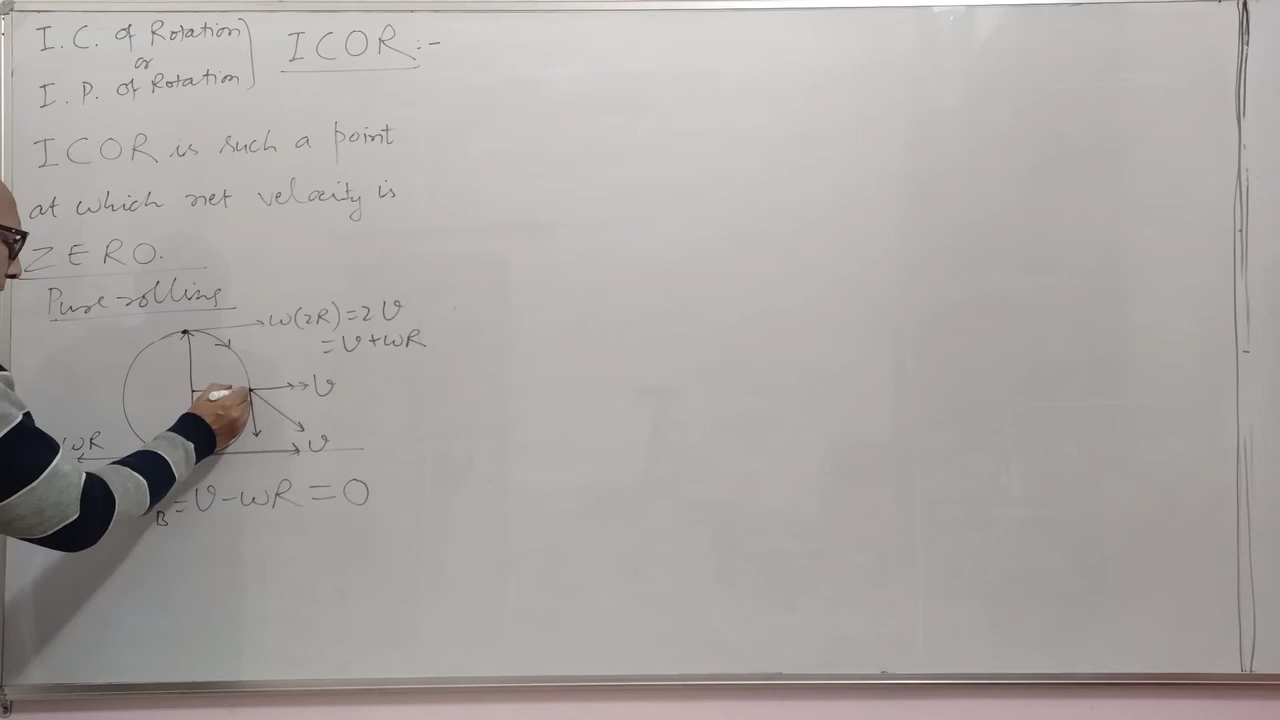 I. C. of Rotation
or
I. P. of Rotation
ICOR :-
ICOR is such a point
at which net velocity is
ZERO.
Pure rolling
ω(2R) = 2v
= v + ωR
v
ωR
v
B = v - ωR = 0